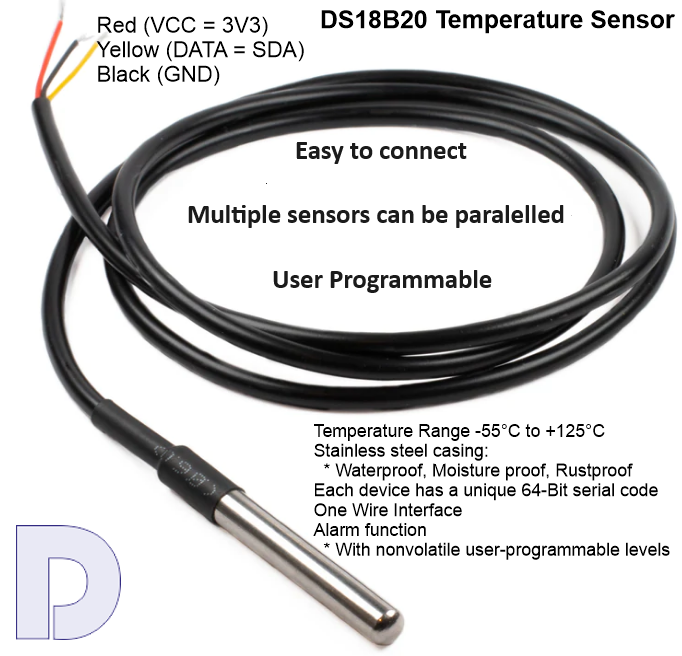 DS18B20 Temperature Sensor
Red (VCC = 3V3)
Yellow (DATA = SDA)
Black (GND)
Easy to connect
Multiple sensors can be paralelled
User Programmable
Temperature Range -55°C to +125°C
Stainless steel casing:
* Waterproof, Moisture proof, Rustproof
Each device has a unique 64-Bit serial code
One Wire Interface
Alarm function
* With nonvolatile user-programmable levels
D